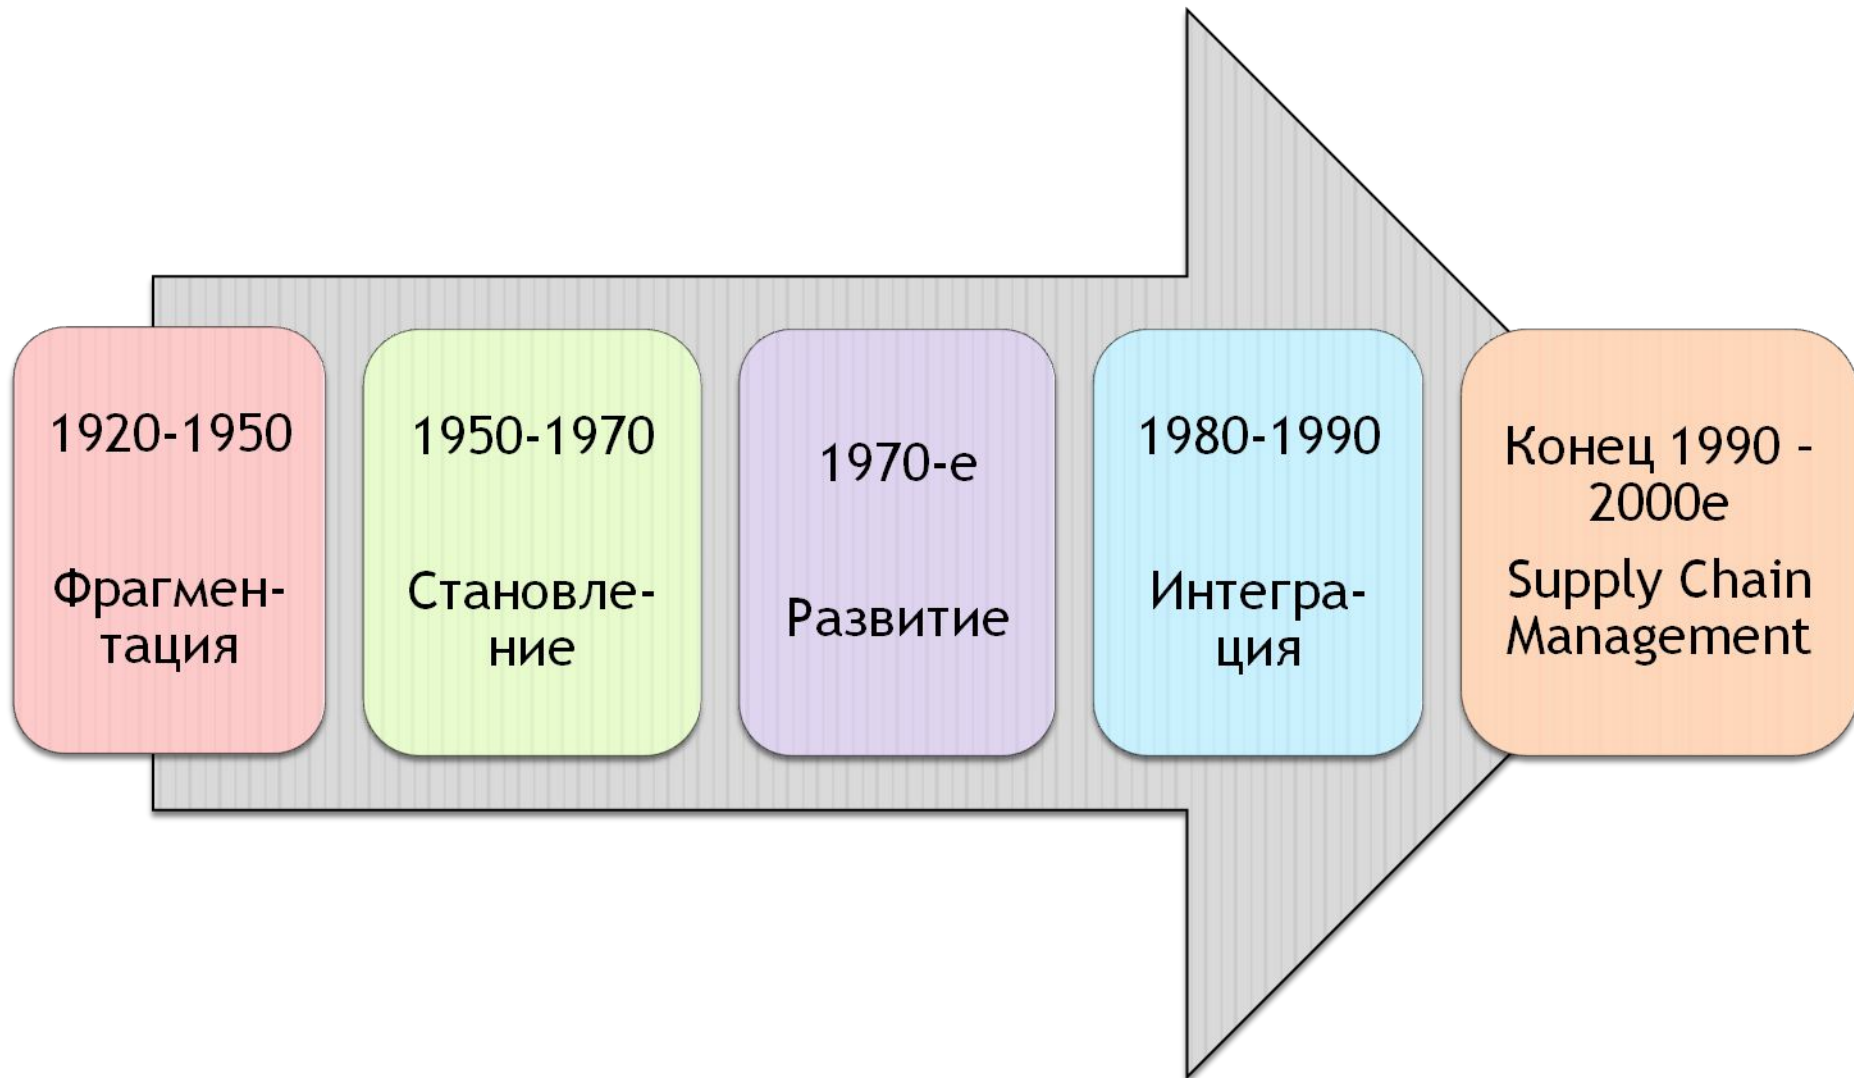 1920-1950
Фрагмен-
тация
1950-1970
Становле-
ние
1970-е
Развитие
1980-1990
Интегра-
ция
Конец 1990 –
2000е
Supply Chain
Management